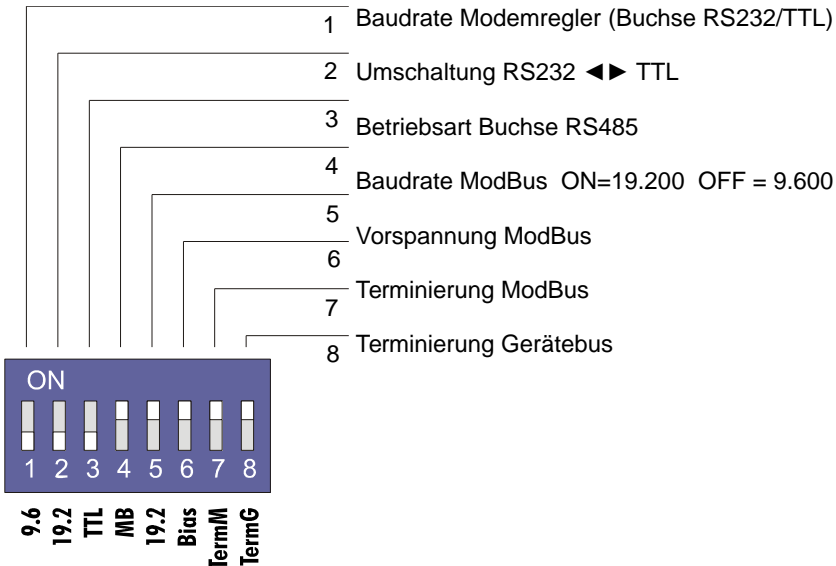 1 Baudrate Modemregler (Buchse RS232/TTL)
2 Umschaltung RS232 ◄► TTL
3 Betriebsart Buchse RS485
4 Baudrate ModBus ON=19.200 OFF = 9.600
5 Vorspannung ModBus
6 Terminierung ModBus
7 Terminierung Gerätebus
8
ON
1 2 3 4 5 6 7 8
9.6
19.2
TTL
MB
19.2
Bias
TermM
TermG